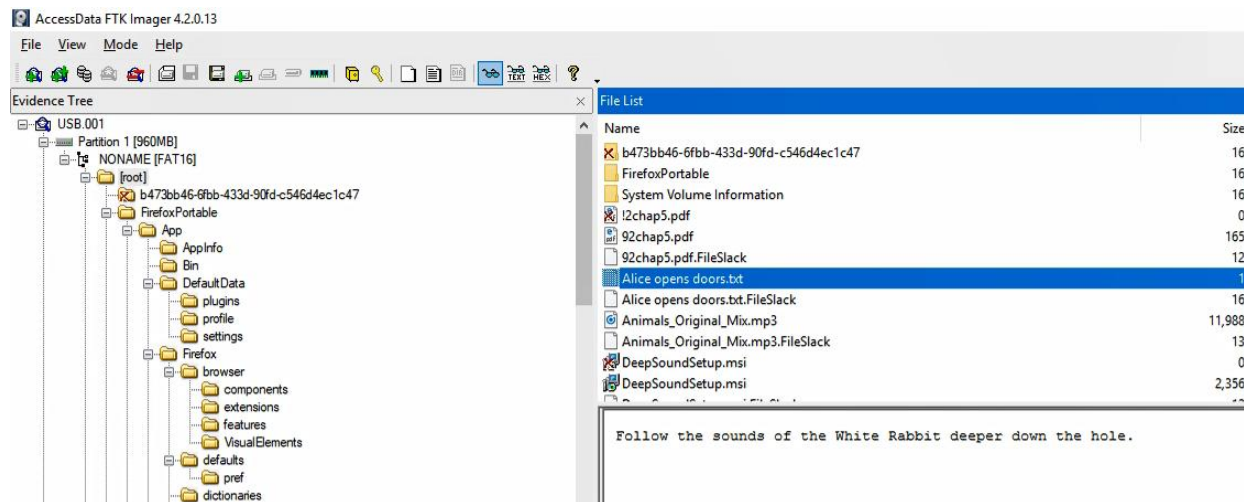 AccessData FTK Imager 4.2.0.13
File View Mode Help
TEXT HEX
Evidence Tree
USB.001
Partition 1 [960MB]
NONAME [FAT16]
[root]
b473bb46-6fbb-433d-90fd-c546d4ec1c47
FirefoxPortable
App
AppInfo
Bin
DefaultData
plugins
profile
settings
Firefox
browser
components
extensions
features
VisualElements
defaults
pref
dictionaries
File List
Name Size
b473bb46-6fbb-433d-90fd-c546d4ec1c47 16
FirefoxPortable 16
System Volume Information 16
!2chap5.pdf 0
92chap5.pdf 165
92chap5.pdf.FileSlack 12
Alice opens doors.txt 1
Alice opens doors.txt.FileSlack 16
Animals_Original_Mix.mp3 11,988
Animals_Original_Mix.mp3.FileSlack 13
DeepSoundSetup.msi 0
DeepSoundSetup.msi 2,356
Follow the sounds of the White Rabbit deeper down the hole.